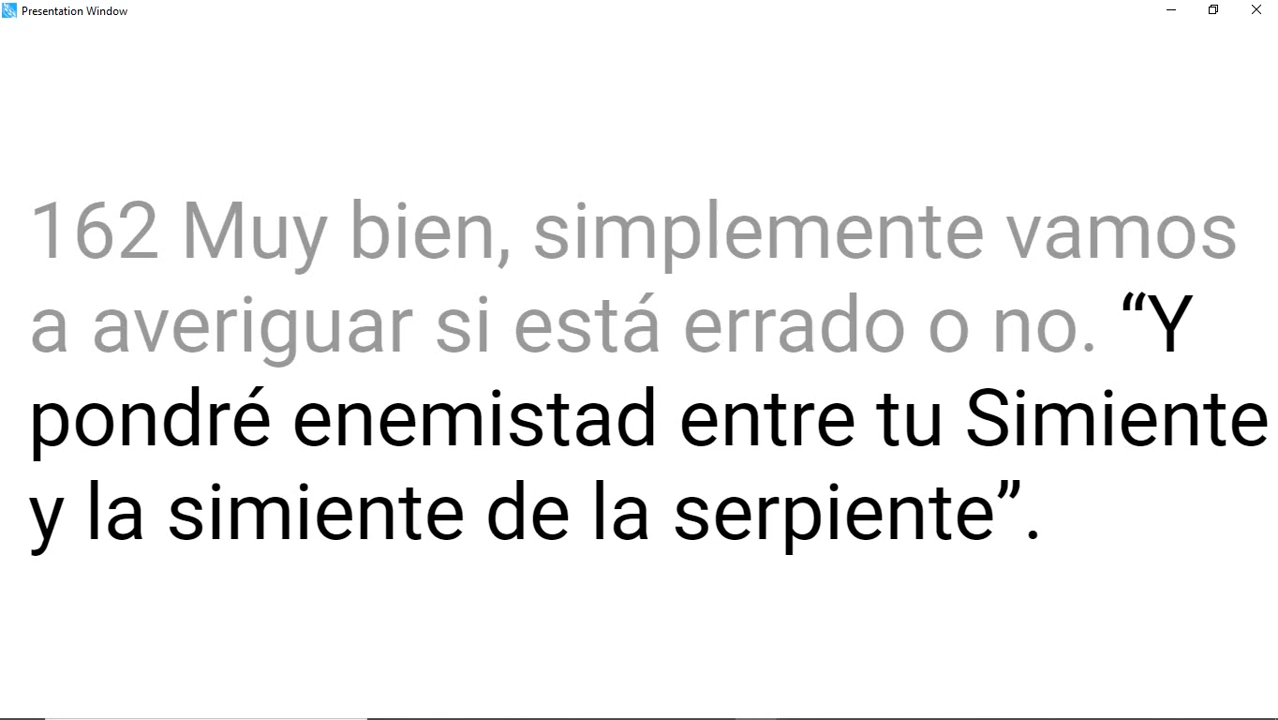 Presentation Window
162 Muy bien, simplemente vamos
a averiguar si está errado o no. “Y
pondré enemistad entre tu Simiente
y la simiente de la serpiente”.